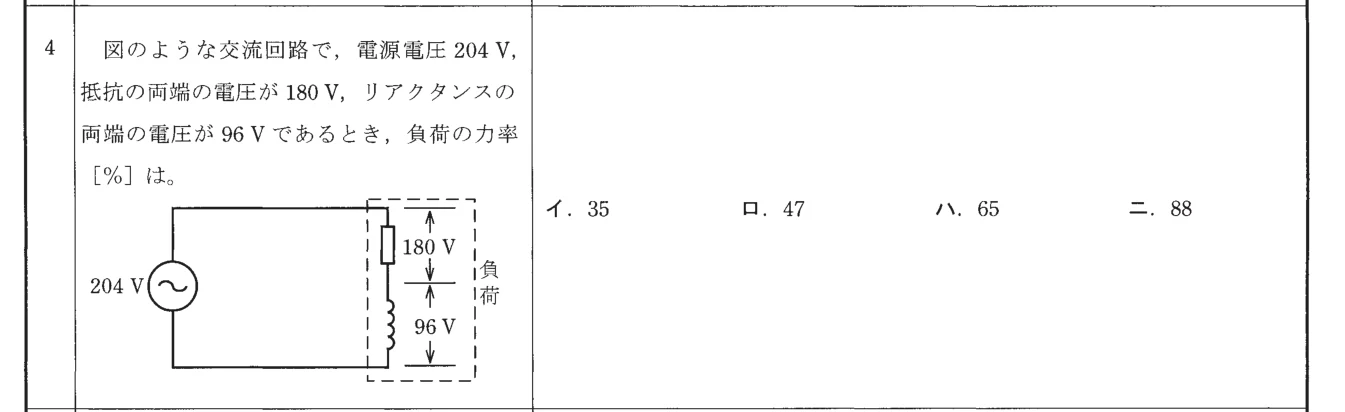 4
図のような交流回路で，電源電圧 204 V，
抵抗の両端の電圧が 180 V，リアクタンスの
両端の電圧が 96 V であるとき，負荷の力率
［%］は。
イ．35
ロ．47
ハ．65
ニ．88
180 V
204 V
負
荷
96 V